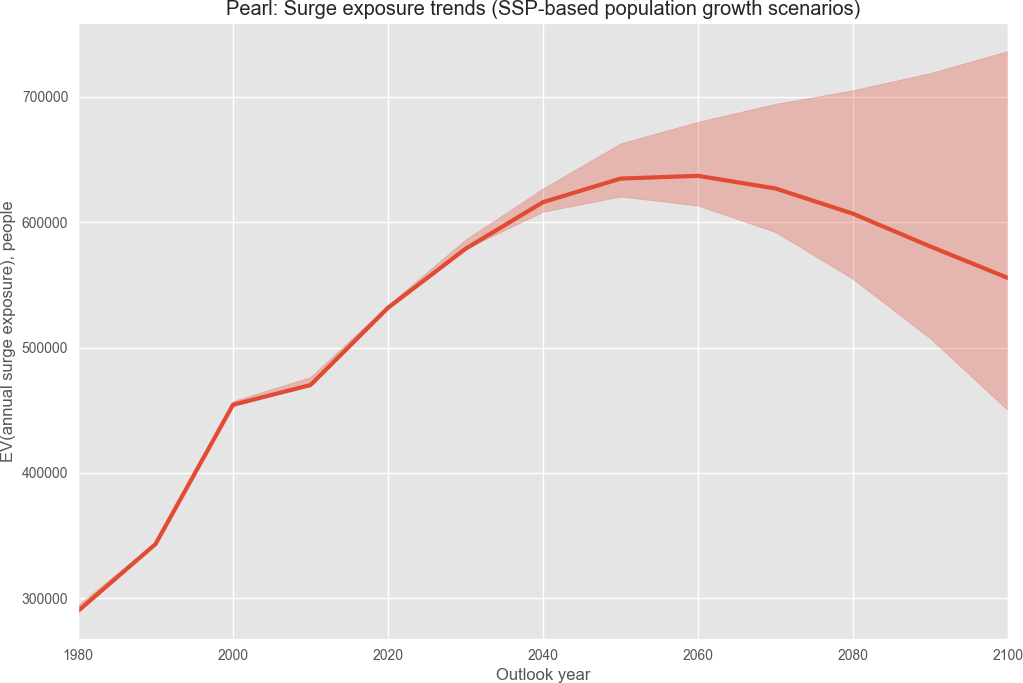 Pearl: Surge exposure trends (SSP-based population growth scenarios)
EV(annual surge exposure), people
700000
600000
500000
400000
300000
1980 2000 2020 2040 2060 2080 2100
Outlook year